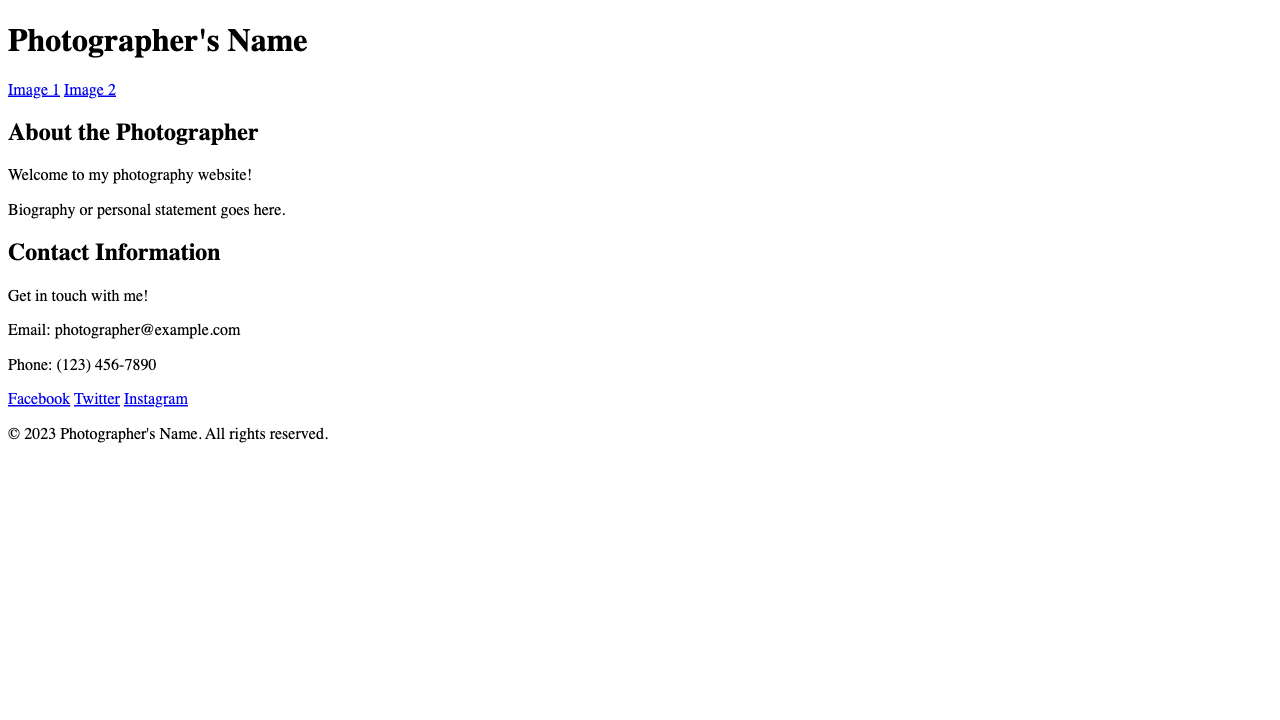 Photographer's Name
Image 1 Image 2
About the Photographer
Welcome to my photography website!
Biography or personal statement goes here.
Contact Information
Get in touch with me!
Email: photographer@example.com
Phone: (123) 456-7890
Facebook Twitter Instagram
© 2023 Photographer's Name. All rights reserved.